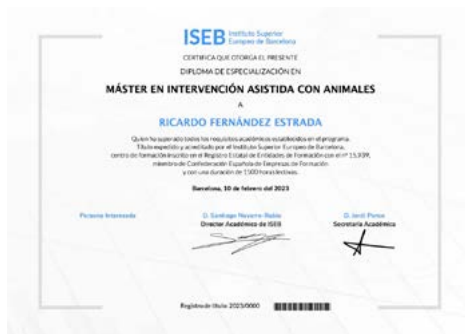 ISEB Instituto Superior
Europeo de Barcelona
CERTIFICA QUE OTORGA EL PRESENTE
DIPLOMA DE ESPECIALIZACIÓN EN
MÁSTER EN INTERVENCIÓN ASISTIDA CON ANIMALES
A
RICARDO FERNÁNDEZ ESTRADA
Quien ha superado todos los requisitos académicos establecidos en el programa.
Título expedido y acreditado por el Instituto Superior Europeo de Barcelona,
centro de formación inscrito en el Registro Estatal de Entidades de Formación con el nº 15.939,
miembro de Confederación Española de Empresas de Formación
y con una duración de 1500 horas lectivas.
Barcelona, 10 de febrero del 2023
Persona Interesada
D. Santiago Navarro-Rubio
Director Académico de ISEB
D. Jordi Ponce
Secretaría Académica
Registro de título: 2023/0000